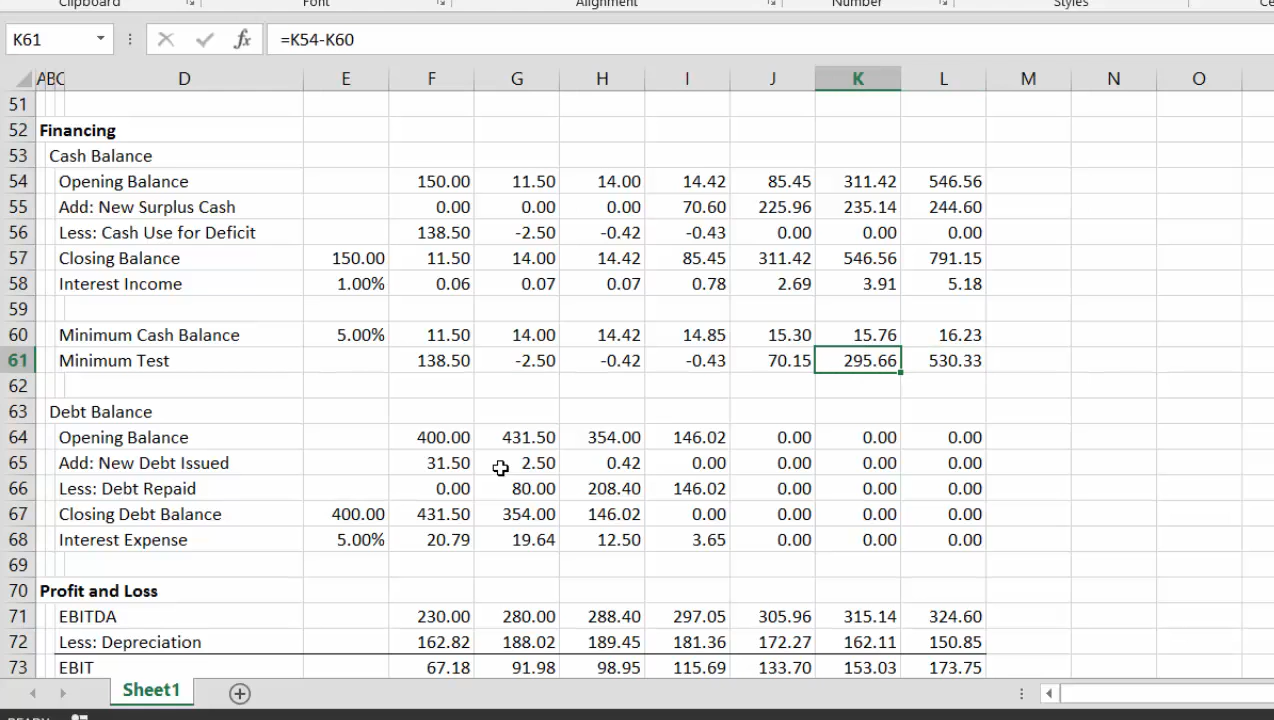 Clipboard Font Alignment Number Styles Ce
K61 fx =K54-K60
A B C D E F G H I J K L M N O
51
52 Financing
53 Cash Balance
54 Opening Balance 150.00 11.50 14.00 14.42 85.45 311.42 546.56
55 Add: New Surplus Cash 0.00 0.00 0.00 70.60 225.96 235.14 244.60
56 Less: Cash Use for Deficit 138.50 -2.50 -0.42 -0.43 0.00 0.00 0.00
57 Closing Balance 150.00 11.50 14.00 14.42 85.45 311.42 546.56 791.15
58 Interest Income 1.00% 0.06 0.07 0.07 0.78 2.69 3.91 5.18
59
60 Minimum Cash Balance 5.00% 11.50 14.00 14.42 14.85 15.30 15.76 16.23
61 Minimum Test 138.50 -2.50 -0.42 -0.43 70.15 295.66 530.33
62
63 Debt Balance
64 Opening Balance 400.00 431.50 354.00 146.02 0.00 0.00 0.00
65 Add: New Debt Issued 31.50 2.50 0.42 0.00 0.00 0.00 0.00
66 Less: Debt Repaid 0.00 80.00 208.40 146.02 0.00 0.00 0.00
67 Closing Debt Balance 400.00 431.50 354.00 146.02 0.00 0.00 0.00 0.00
68 Interest Expense 5.00% 20.79 19.64 12.50 3.65 0.00 0.00 0.00
69
70 Profit and Loss
71 EBITDA 230.00 280.00 288.40 297.05 305.96 315.14 324.60
72 Less: Depreciation 162.82 188.02 189.45 181.36 172.27 162.11 150.85
73 EBIT 67.18 91.98 98.95 115.69 133.70 153.03 173.75
Sheet1